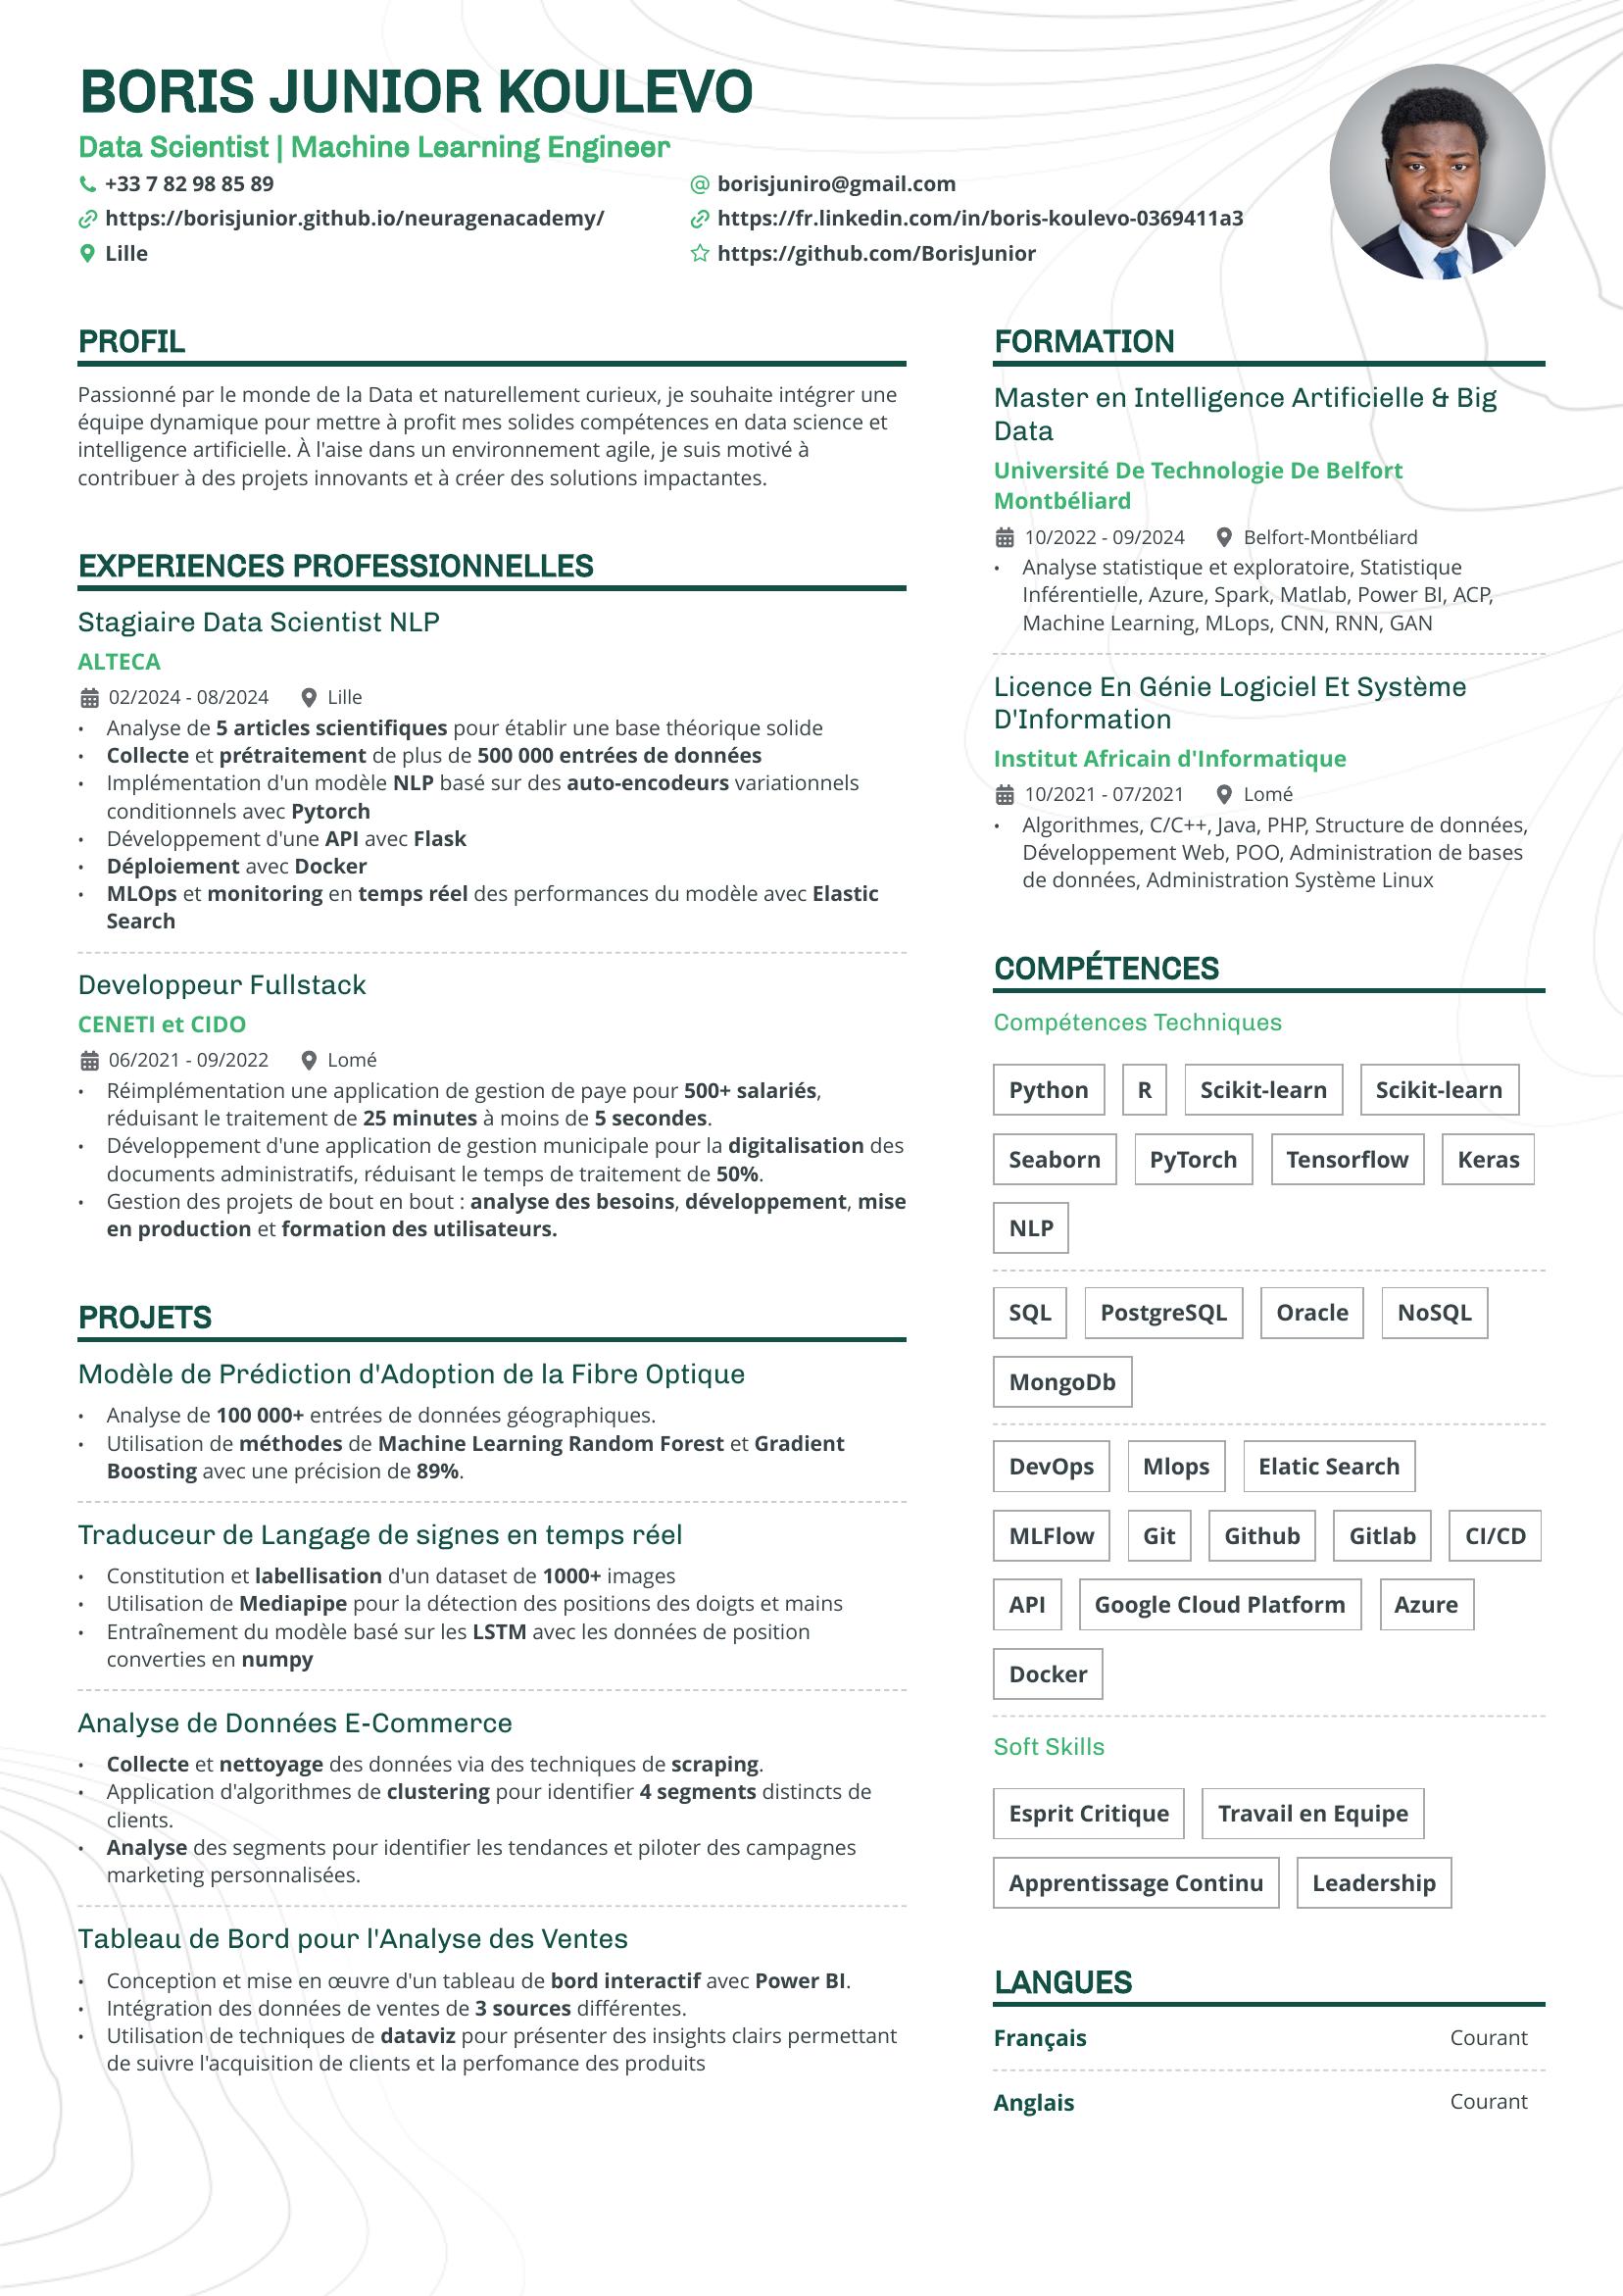 BORIS JUNIOR KOULEVO
Data Scientist | Machine Learning Engineer
+33 7 82 98 85 89
borisjuniro@gmail.com
https://borisjunior.github.io/neuragenacademy/
https://fr.linkedin.com/in/boris-koulevo-0369411a3
Lille
https://github.com/BorisJunior
PROFIL
Passionné par le monde de la Data et naturellement curieux, je souhaite intégrer une
équipe dynamique pour mettre à profit mes solides compétences en data science et
intelligence artificielle. À l'aise dans un environnement agile, je suis motivé à
contribuer à des projets innovants et à créer des solutions impactantes.
EXPERIENCES PROFESSIONNELLES
Stagiaire Data Scientist NLP
ALTECA
02/2024 - 08/2024 Lille
• Analyse de 5 articles scientifiques pour établir une base théorique solide
• Collecte et prétraitement de plus de 500 000 entrées de données
• Implémentation d'un modèle NLP basé sur des auto-encodeurs variationnels
conditionnels avec Pytorch
• Développement d'une API avec Flask
• Déploiement avec Docker
• MLOps et monitoring en temps réel des performances du modèle avec Elastic
Search
Developpeur Fullstack
CENETI et CIDO
06/2021 - 09/2022 Lomé
• Réimplémentation une application de gestion de paye pour 500+ salariés,
réduisant le traitement de 25 minutes à moins de 5 secondes.
• Développement d'une application de gestion municipale pour la digitalisation des
documents administratifs, réduisant le temps de traitement de 50%.
• Gestion des projets de bout en bout : analyse des besoins, développement, mise
en production et formation des utilisateurs.
PROJETS
Modèle de Prédiction d'Adoption de la Fibre Optique
• Analyse de 100 000+ entrées de données géographiques.
• Utilisation de méthodes de Machine Learning Random Forest et Gradient
Boosting avec une précision de 89%.
Traduceur de Langage de signes en temps réel
• Constitution et labellisation d'un dataset de 1000+ images
• Utilisation de Mediapipe pour la détection des positions des doigts et mains
• Entraînement du modèle basé sur les LSTM avec les données de position
converties en numpy
Analyse de Données E-Commerce
• Collecte et nettoyage des données via des techniques de scraping.
• Application d'algorithmes de clustering pour identifier 4 segments distincts de
clients.
• Analyse des segments pour identifier les tendances et piloter des campagnes
marketing personnalisées.
Tableau de Bord pour l'Analyse des Ventes
• Conception et mise en œuvre d'un tableau de bord interactif avec Power BI.
• Intégration des données de ventes de 3 sources différentes.
• Utilisation de techniques de dataviz pour présenter des insights clairs permettant
de suivre l'acquisition de clients et la perfomance des produits
FORMATION
Master en Intelligence Artificielle & Big
Data
Université De Technologie De Belfort
Montbéliard
10/2022 - 09/2024 Belfort-Montbéliard
• Analyse statistique et exploratoire, Statistique
Inférentielle, Azure, Spark, Matlab, Power BI, ACP,
Machine Learning, MLops, CNN, RNN, GAN
Licence En Génie Logiciel Et Système
D'Information
Institut Africain d'Informatique
10/2021 - 07/2021 Lomé
• Algorithmes, C/C++, Java, PHP, Structure de données,
Développement Web, POO, Administration de bases
de données, Administration Système Linux
COMPÉTENCES
Compétences Techniques
Python R Scikit-learn Scikit-learn
Seaborn PyTorch Tensorflow Keras
NLP
SQL PostgreSQL Oracle NoSQL
MongoDb
DevOps Mlops Elatic Search
MLFlow Git Github Gitlab CI/CD
API Google Cloud Platform Azure
Docker
Soft Skills
Esprit Critique Travail en Equipe
Apprentissage Continu Leadership
LANGUES
Français Courant
Anglais Courant